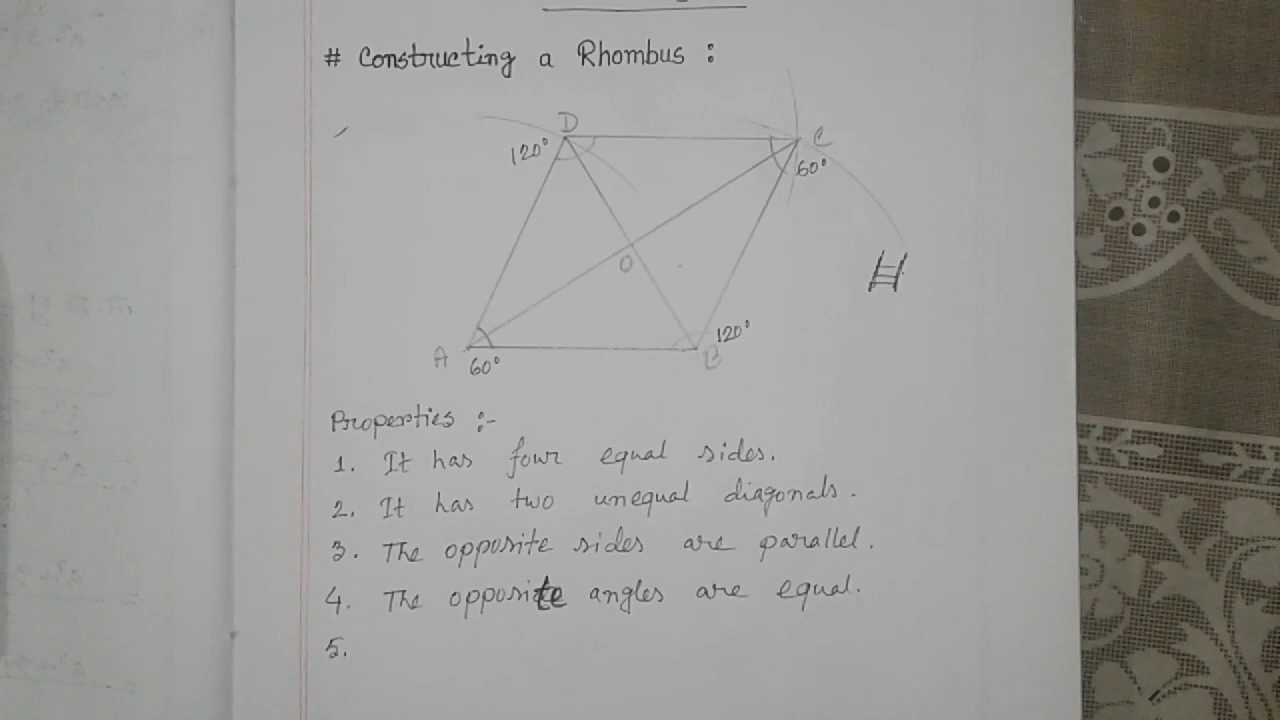 # Constructing a Rhombus :
D
C
120°
60°
O
A
60°
120°
B
Properties :-
1. It has four equal sides.
2. It has two unequal diagonals.
3. The opposite sides are parallel.
4. The opposite angles are equal.
5.